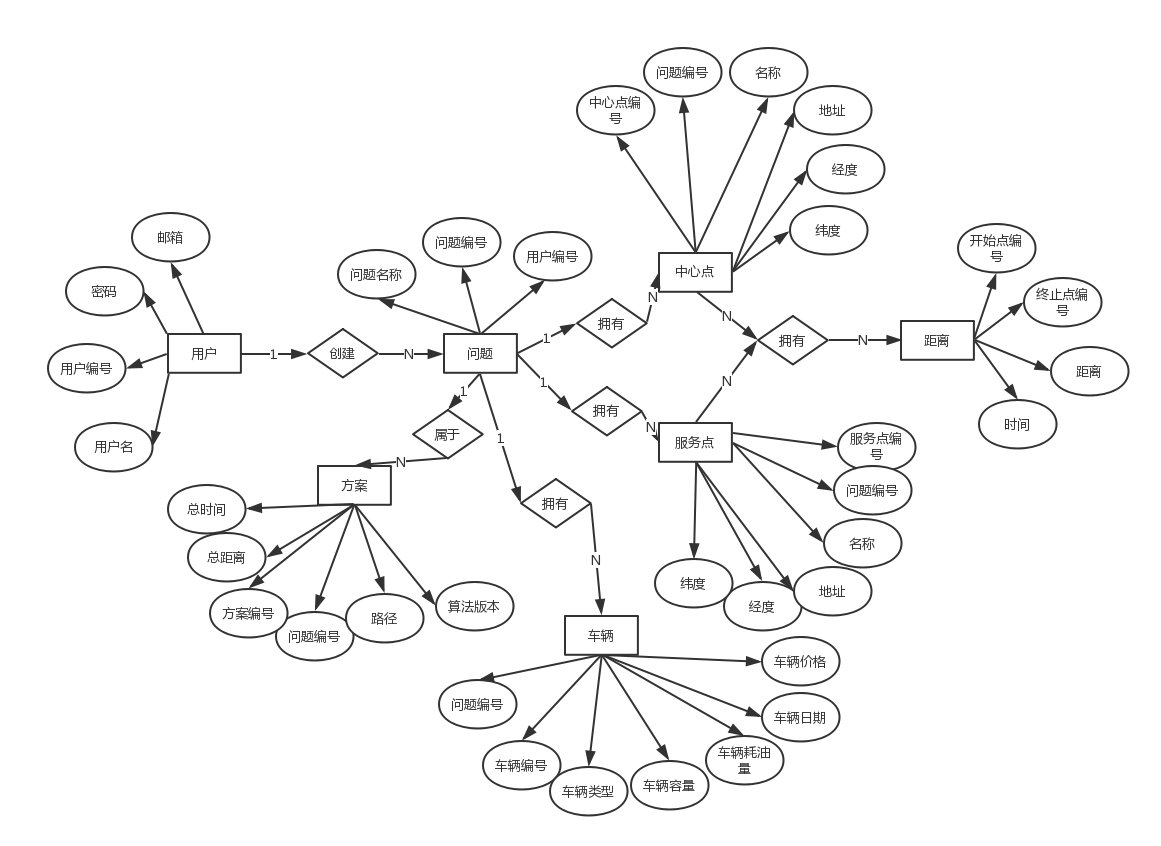 问题编号
名称
中心点编
号
地址
经度
纬度
邮箱
问题编号
用户编号
开始点编
号
问题名称
中心点
密码
终止点编
号
N
1
拥有
N
拥有
N
距离
用户
1
创建
N
问题
用户编号
距离
1
N
1
拥有
时间
用户名
属于
N
服务点
服务点编
号
1
N
方案
问题编号
总时间
拥有
名称
总距离
N
纬度
地址
方案编号
问题编号
路径
算法版本
经度
车辆
车辆价格
问题编号
车辆日期
车辆耗油
量
车辆编号
车辆类型
车辆容量